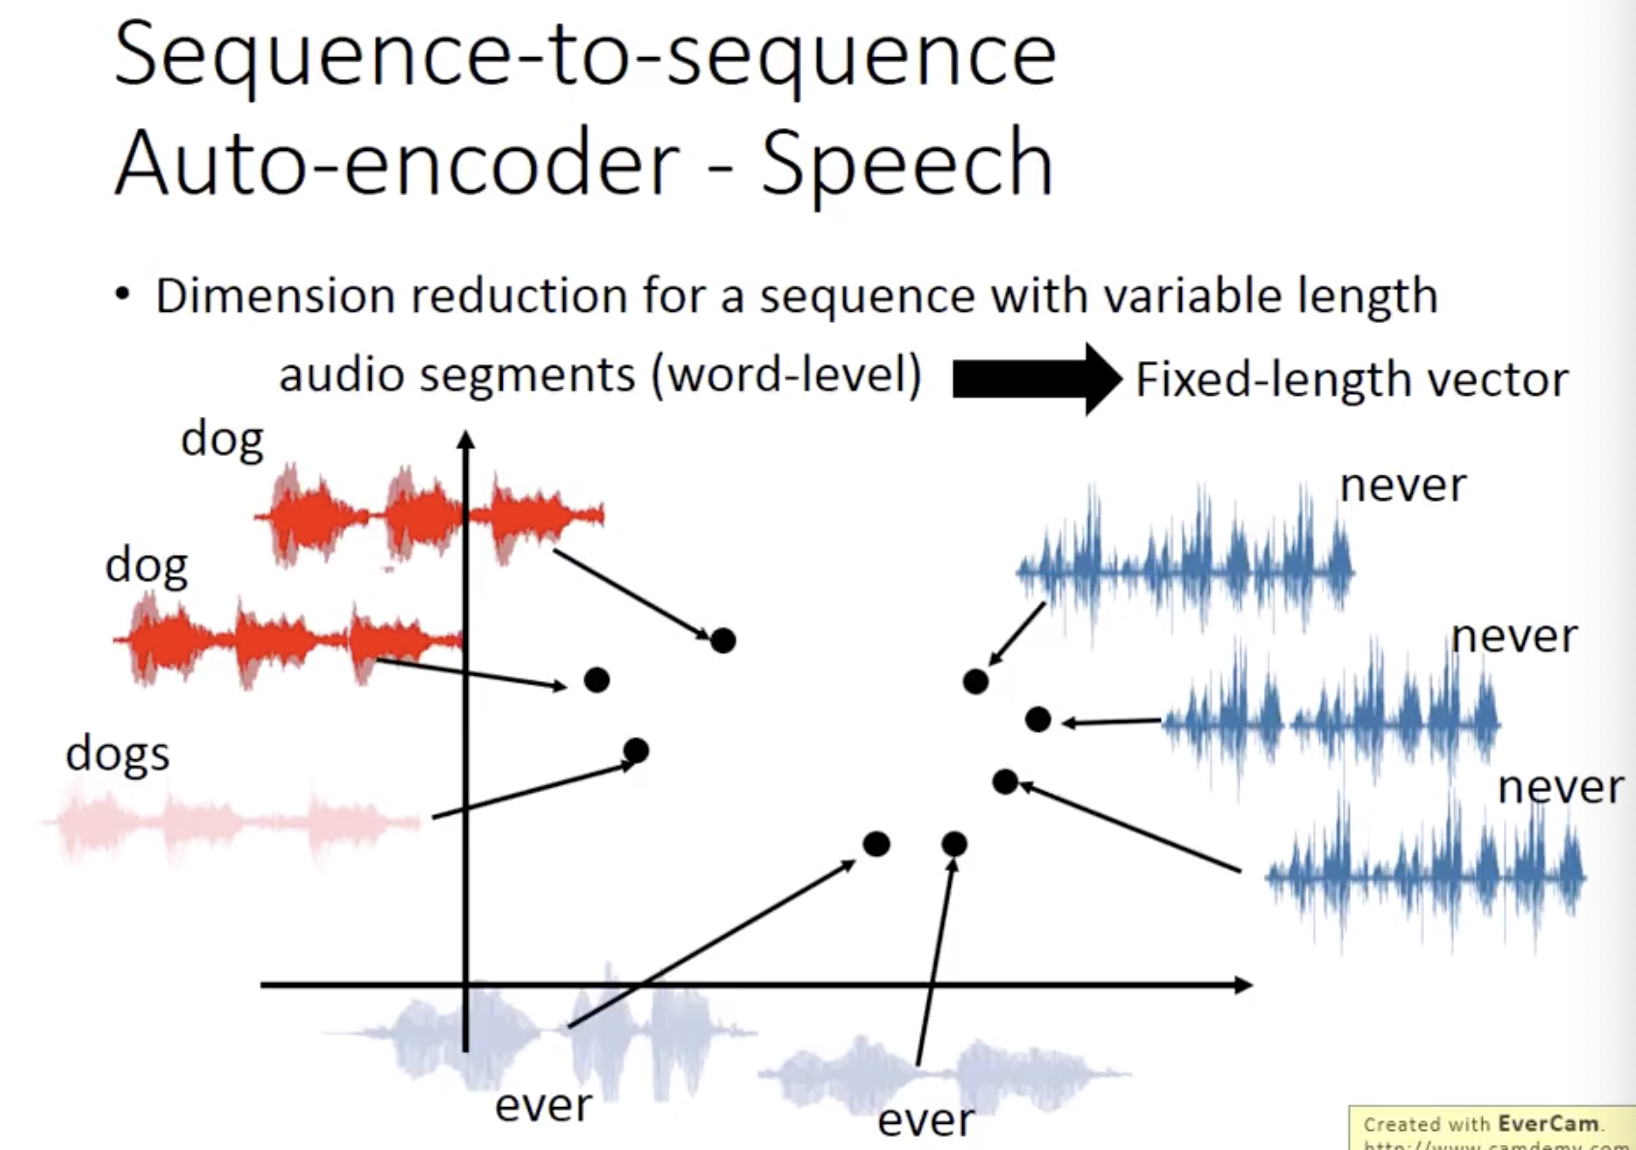 Sequence-to-sequence
Auto-encoder - Speech
• Dimension reduction for a sequence with variable length
audio segments (word-level)
Fixed-length vector
dog
never
dog
never
dogs
never
ever
ever
Created with EverCam.
http://www.camdemy.com